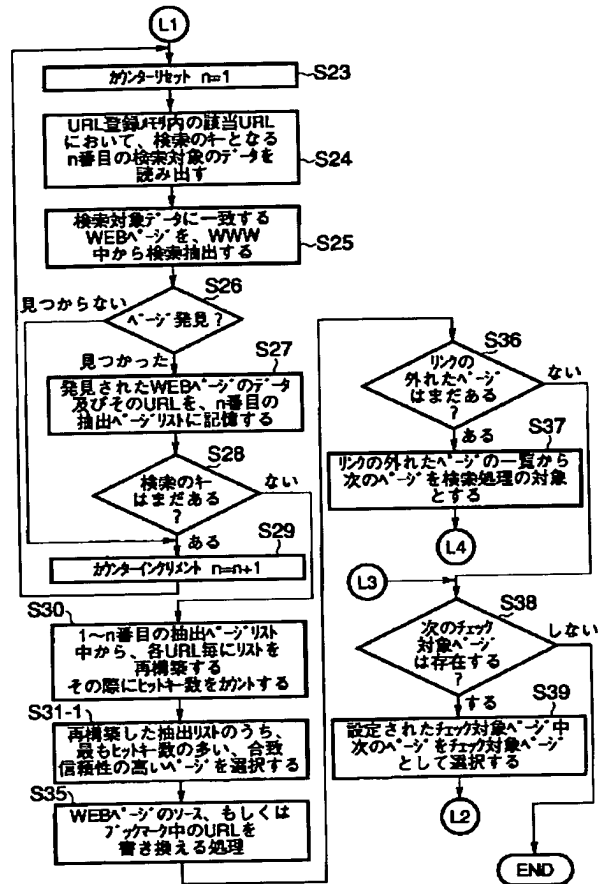 L1
カウンターリセット n=1
S23
URL登録メモリ内の該当URL
において、検索のキーとなる
n番目の検索対象のデータを
読み出す
S24
検索対象データに一致する
WEBページを、WWW
中から検索抽出する
S25
S26
見つからない
ページ発見?
見つかった
S27
発見されたWEBページのデータ
及びそのURLを、n番目の
抽出ページリストに記憶する
S28
検索のキー
はまだある
?
ない
ある
S29
カウンターインクリメント n=n+1
S30
1~n番目の抽出ページリスト
中から、各URL毎にリストを
再構築する
その際にヒットキー数をカウントする
S31-1
再構築した抽出リストのうち、
最もヒットキー数の多い、合致
信頼性の高いページを選択する
S35
WEBページのソース、もしくは
ブックマーク中のURLを
書き換える処理
S36
リンクの
外れたページ
はまだある
?
ない
ある
S37
リンクの外れたページの一覧から
次のページを検索処理の対象
とする
L4
L3
S38
次のチェック
対象ページ
は存在する
?
しない
する
S39
設定されたチェック対象ページ中
次のページをチェック対象ページ
として選択する
L2
END